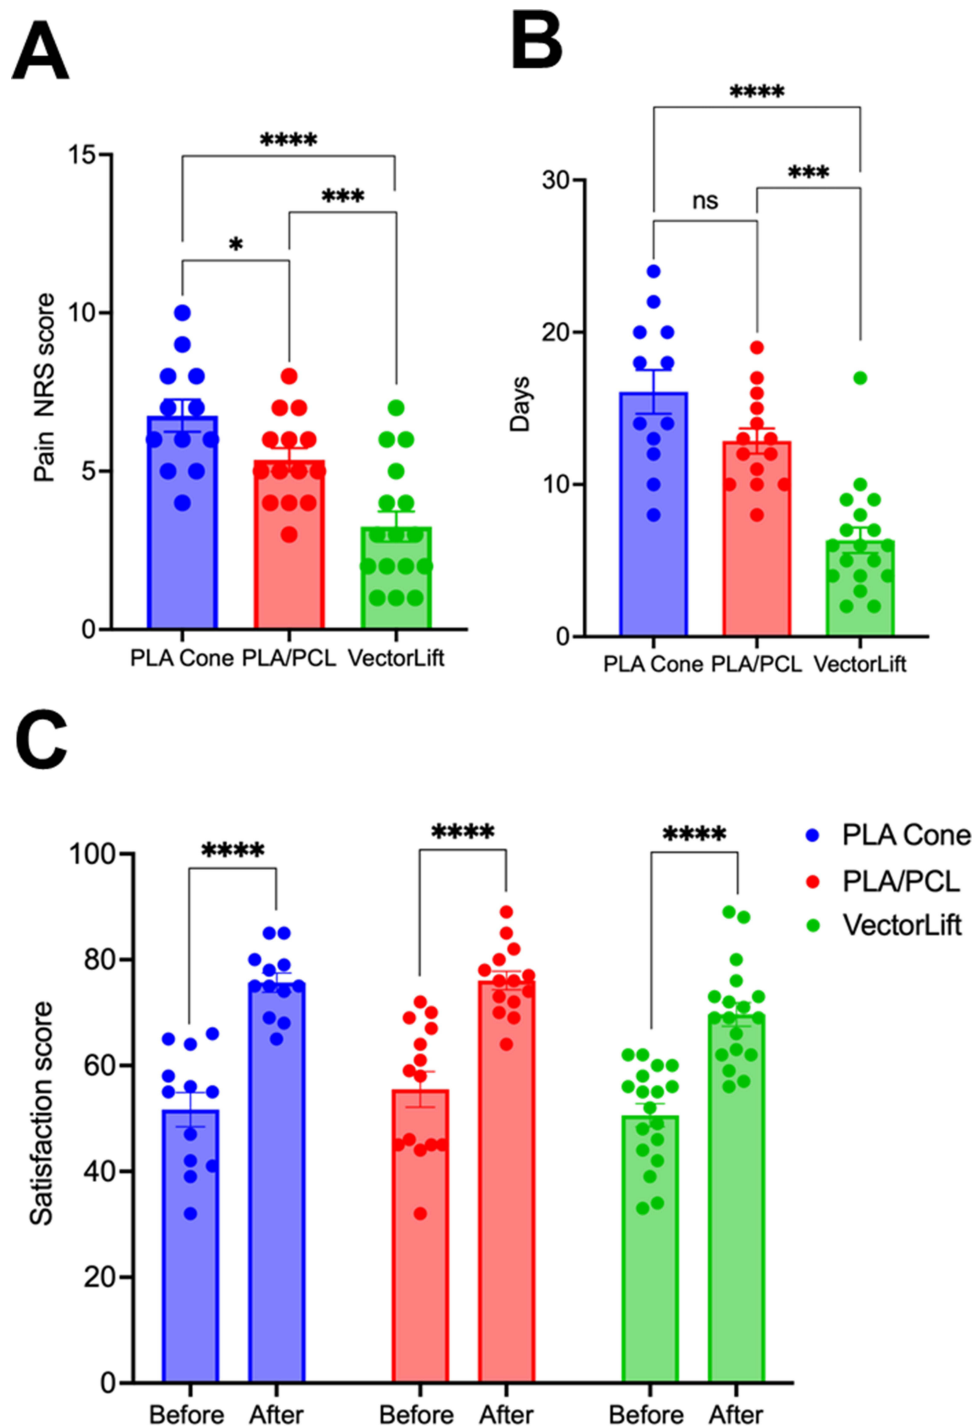 A
B
****
***
*
15
10
5
0
Pain NRS score
PLA Cone PLA/PCL VectorLift
****
***
ns
30
20
10
0
Days
PLA Cone PLA/PCL VectorLift
C
**** **** ****
PLA Cone
PLA/PCL
VectorLift
100
80
60
40
20
0
Satisfaction score
Before After Before After Before After